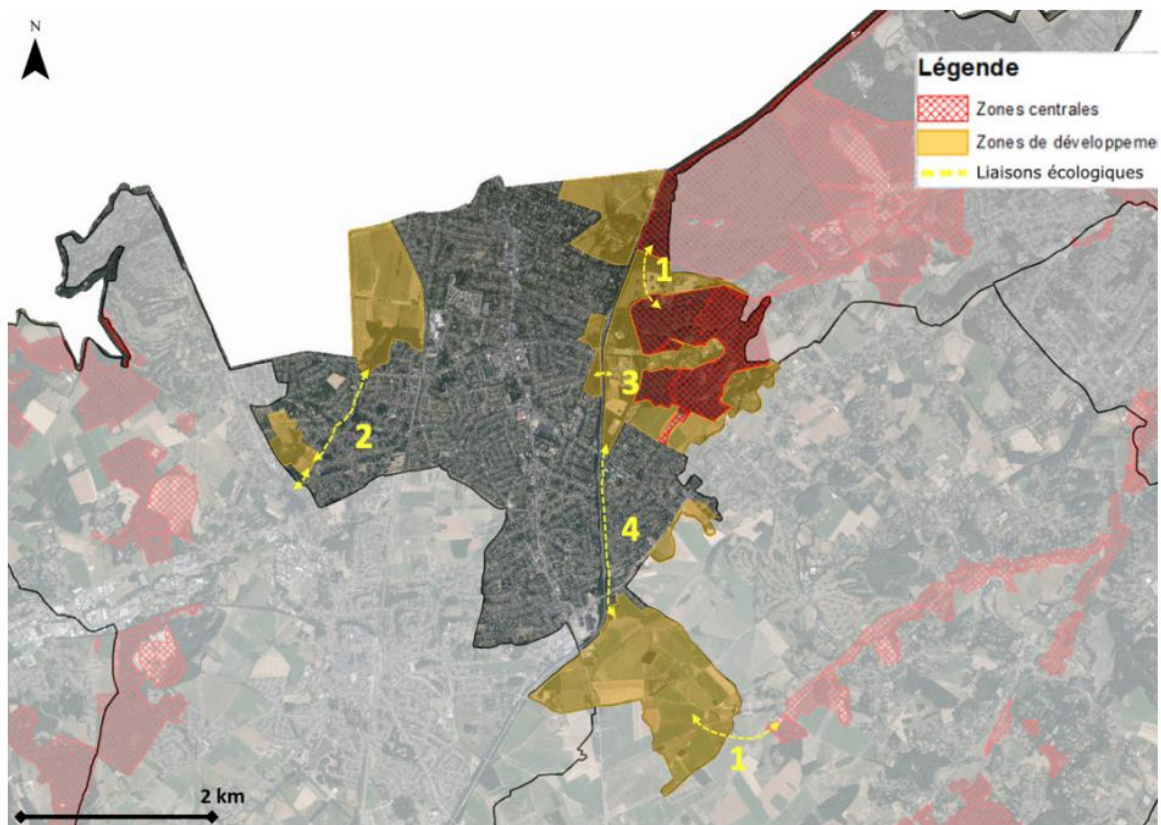 N
Légende
Zones centrales
Zones de développeme
Liaisons écologiques
1
2
3
4
1
2 km